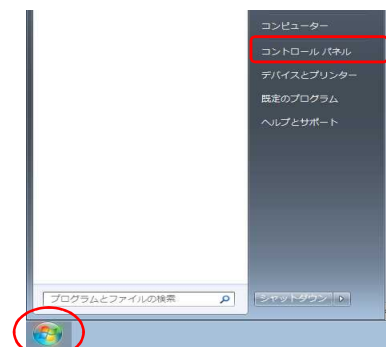 コンピューター
コントロール パネル
デバイスとプリンター
既定のプログラム
ヘルプとサポート
プログラムとファイルの検索
シャットダウン